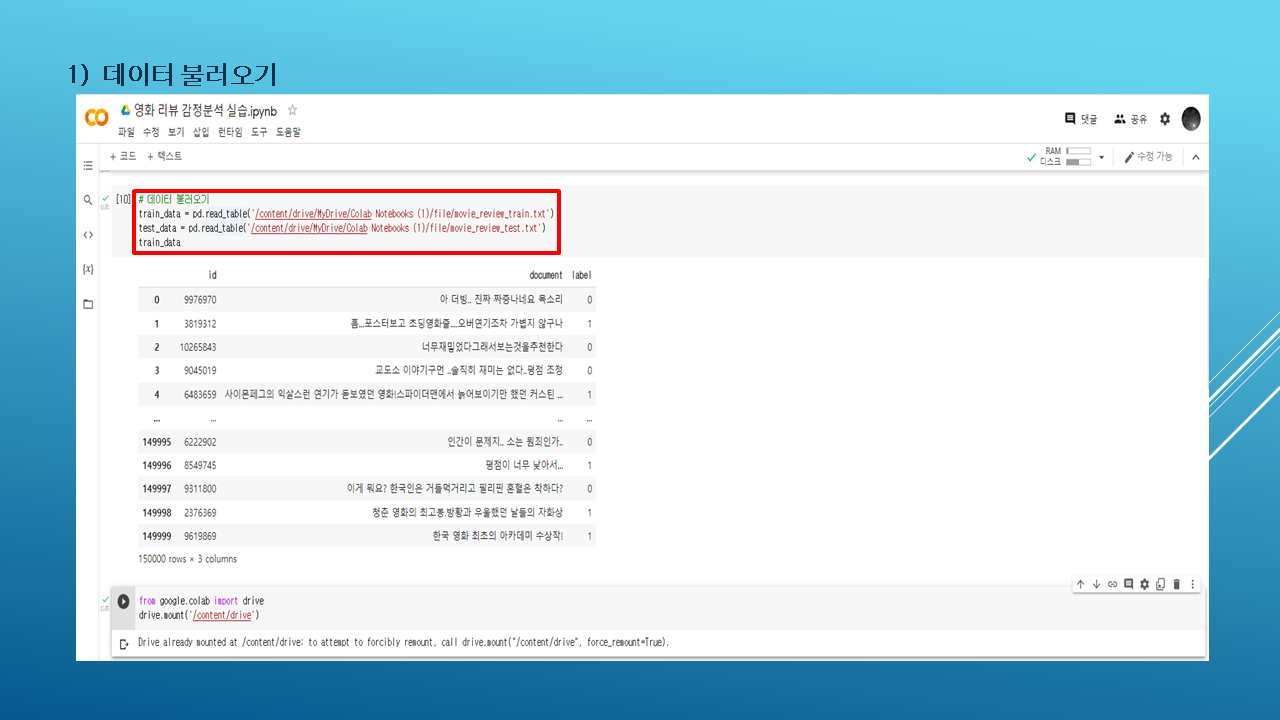 1) 데이터 불러오기
영화 리뷰 감정분석 실습.ipynb
파일 수정 보기 삽입 런타임 도구 도움말
댓글 공유
+ 코드 + 텍스트
RAM
디스크
수정 가능
[10] # 데이터 불러오기
train_data = pd.read_table('/content/drive/MyDrive/Colab Notebooks (1)/file/movie_review_train.txt')
test_data = pd.read_table('/content/drive/MyDrive/Colab Notebooks (1)/file/movie_review_test.txt')
train_data
id document label
0 9976970 아 더빙.. 진짜 짜증나네요 목소리 0
1 3819312 흠...포스터보고 초딩영화줄....오버연기조차 가볍지 않구나 1
2 10265843 너무재밓었다그래서보는것을추천한다 0
3 9045019 교도소 이야기구먼 ..솔직히 재미는 없다..평점 조정 0
4 6483659 사이몬페그의 익살스런 연기가 돋보였던 영화!스파이더맨에서 늙어보이기만 했던 커스틴 ... 1
... ... ... ...
149995 6222902 인간이 문제지.. 소는 뭔죄인가.. 0
149996 8549745 평점이 너무 낮아서... 1
149997 9311800 이게 뭐요? 한국인은 거들먹거리고 필리핀 혼혈은 착하다? 0
149998 2376369 청춘 영화의 최고봉.방황과 우울했던 날들의 자화상 1
149999 9619869 한국 영화 최초의 아카데미 수상작! 1
150000 rows × 3 columns
from google.colab import drive
drive.mount('/content/drive')
Drive already mounted at /content/drive; to attempt to forcibly remount, call drive.mount("/content/drive", force_remount=True).